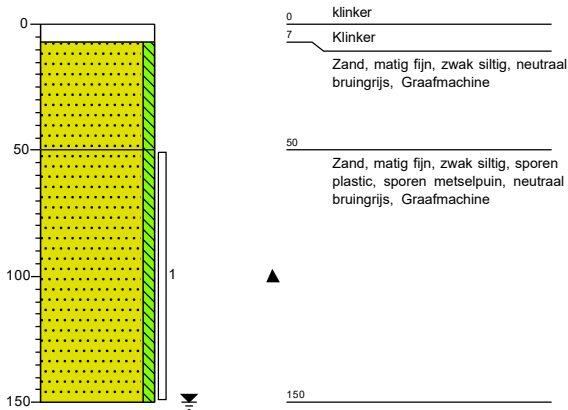 0
50
100
150
1
0 klinker
7 Klinker
Zand, matig fijn, zwak siltig, neutraal
bruingrijs, Graafmachine
50
Zand, matig fijn, zwak siltig, sporen
plastic, sporen metselpuin, neutraal
bruingrijs, Graafmachine
150